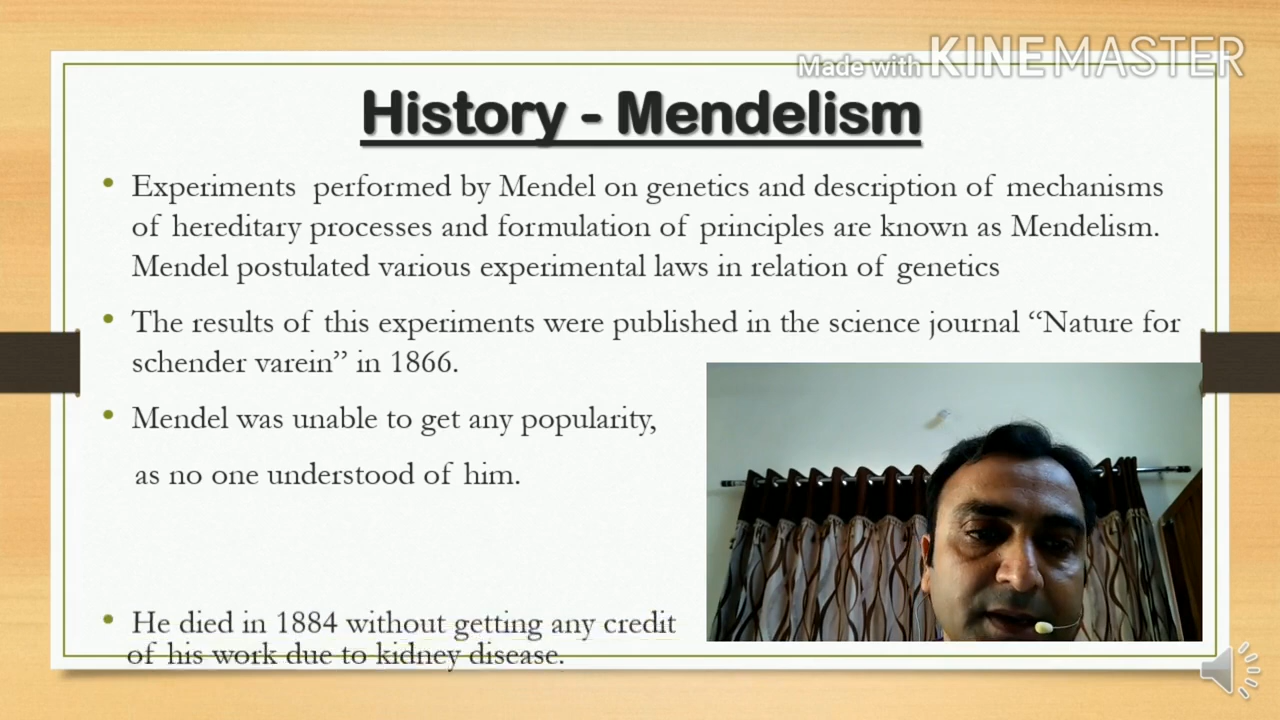 Made with KINEMASTER
History - Mendelism
• Experiments performed by Mendel on genetics and description of mechanisms
of hereditary processes and formulation of principles are known as Mendelism.
Mendel postulated various experimental laws in relation of genetics
• The results of this experiments were published in the science journal “Nature for
schender varein” in 1866.
• Mendel was unable to get any popularity,
as no one understood of him.
• He died in 1884 without getting any credit
of his work due to kidney disease.